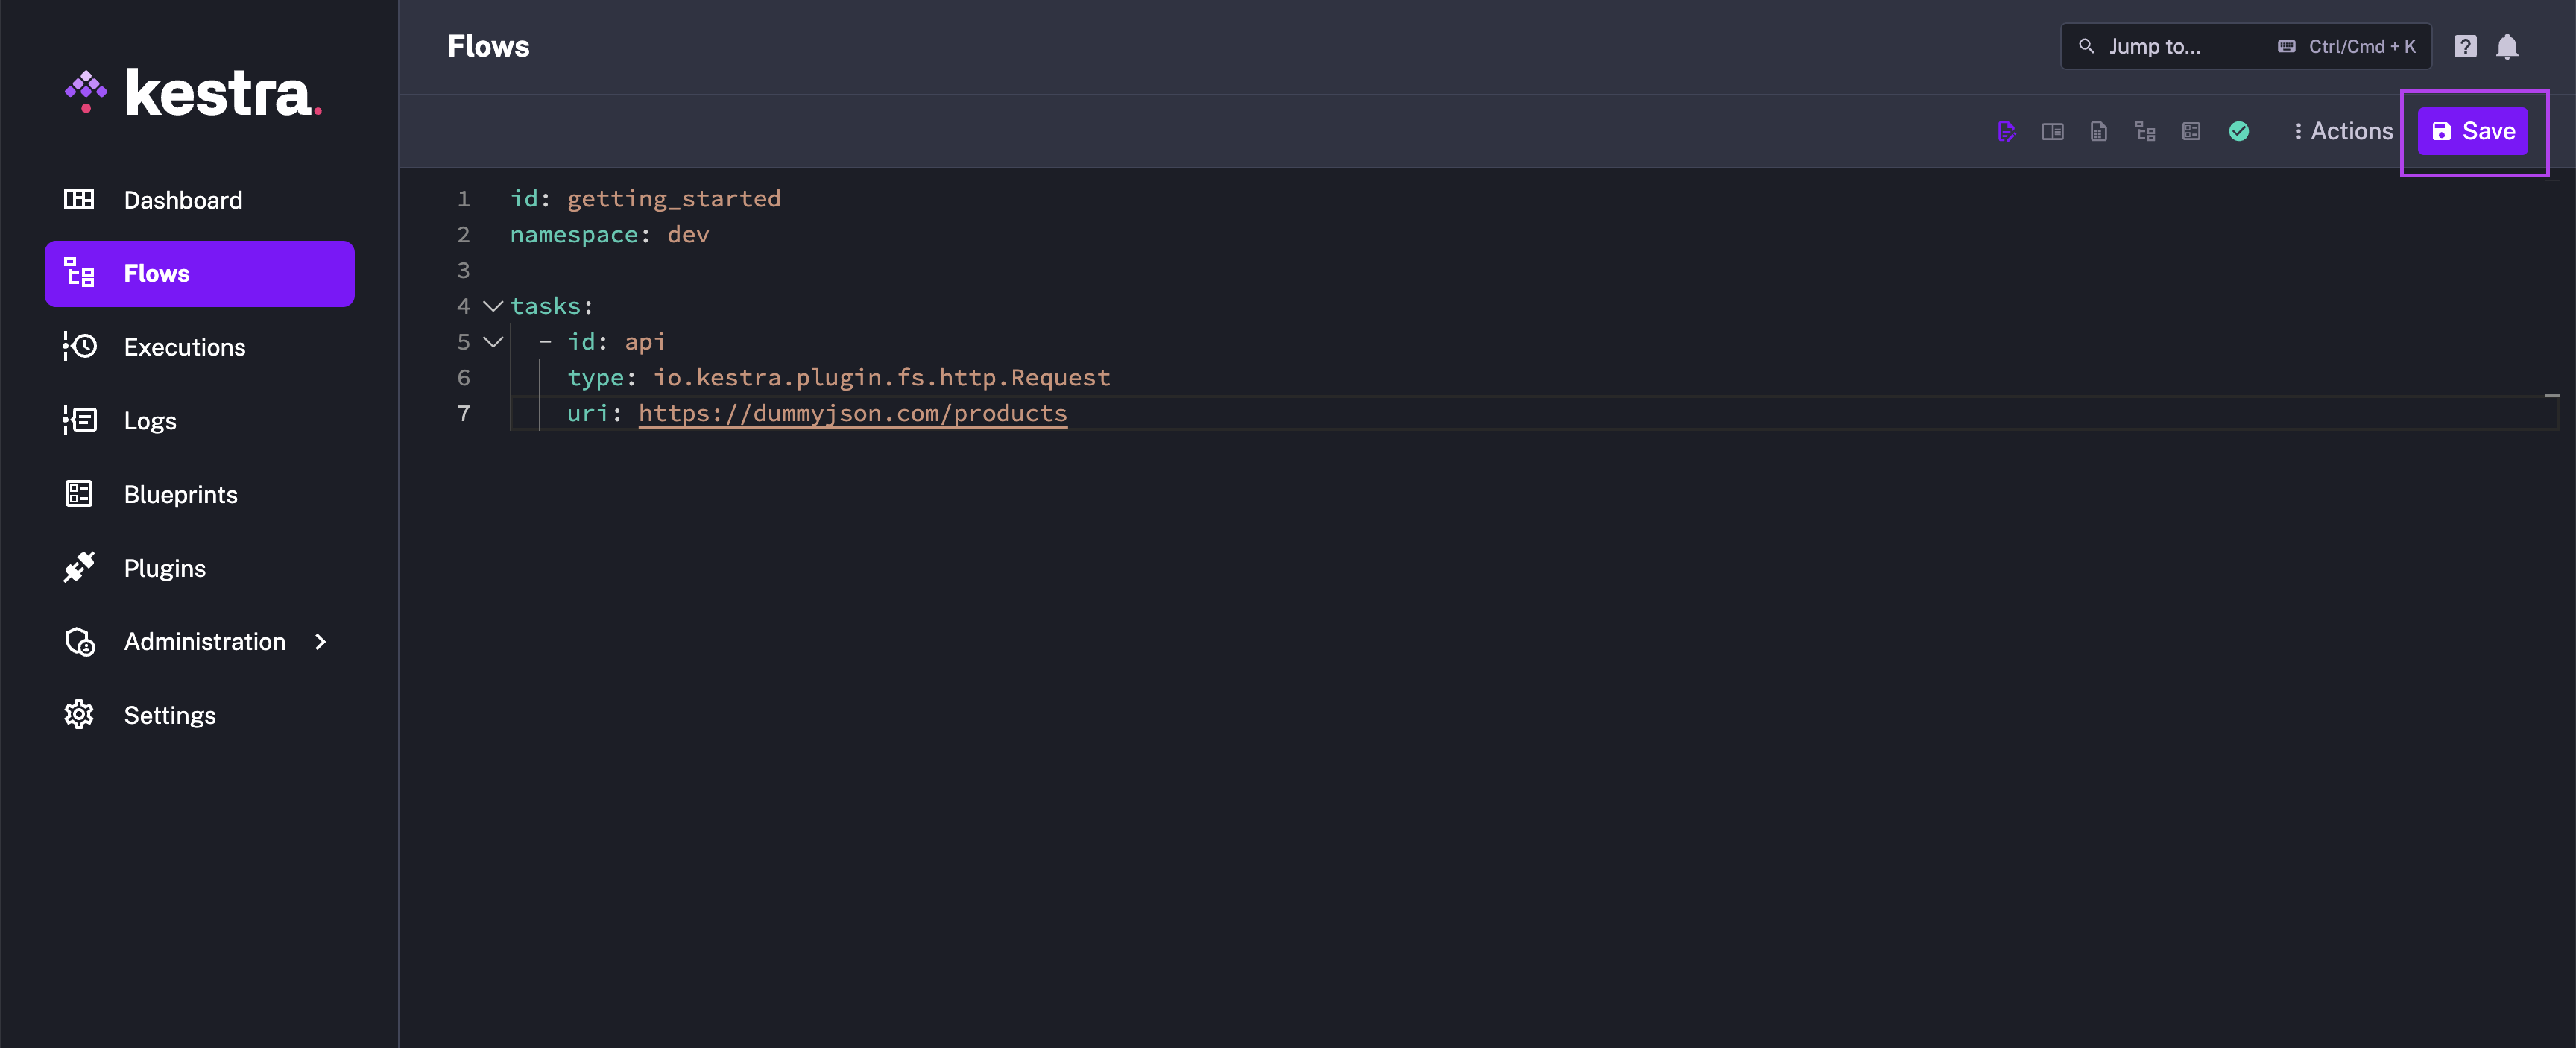 kestra.
Dashboard
Flows
Executions
Logs
Blueprints
Plugins
Administration
Settings
Flows
Jump to... Ctrl/Cmd + K
?
Actions Save
1 id: getting_started
2 namespace: dev
3
4 tasks:
5 - id: api
6 type: io.kestra.plugin.fs.http.Request
7 uri: https://dummyjson.com/products